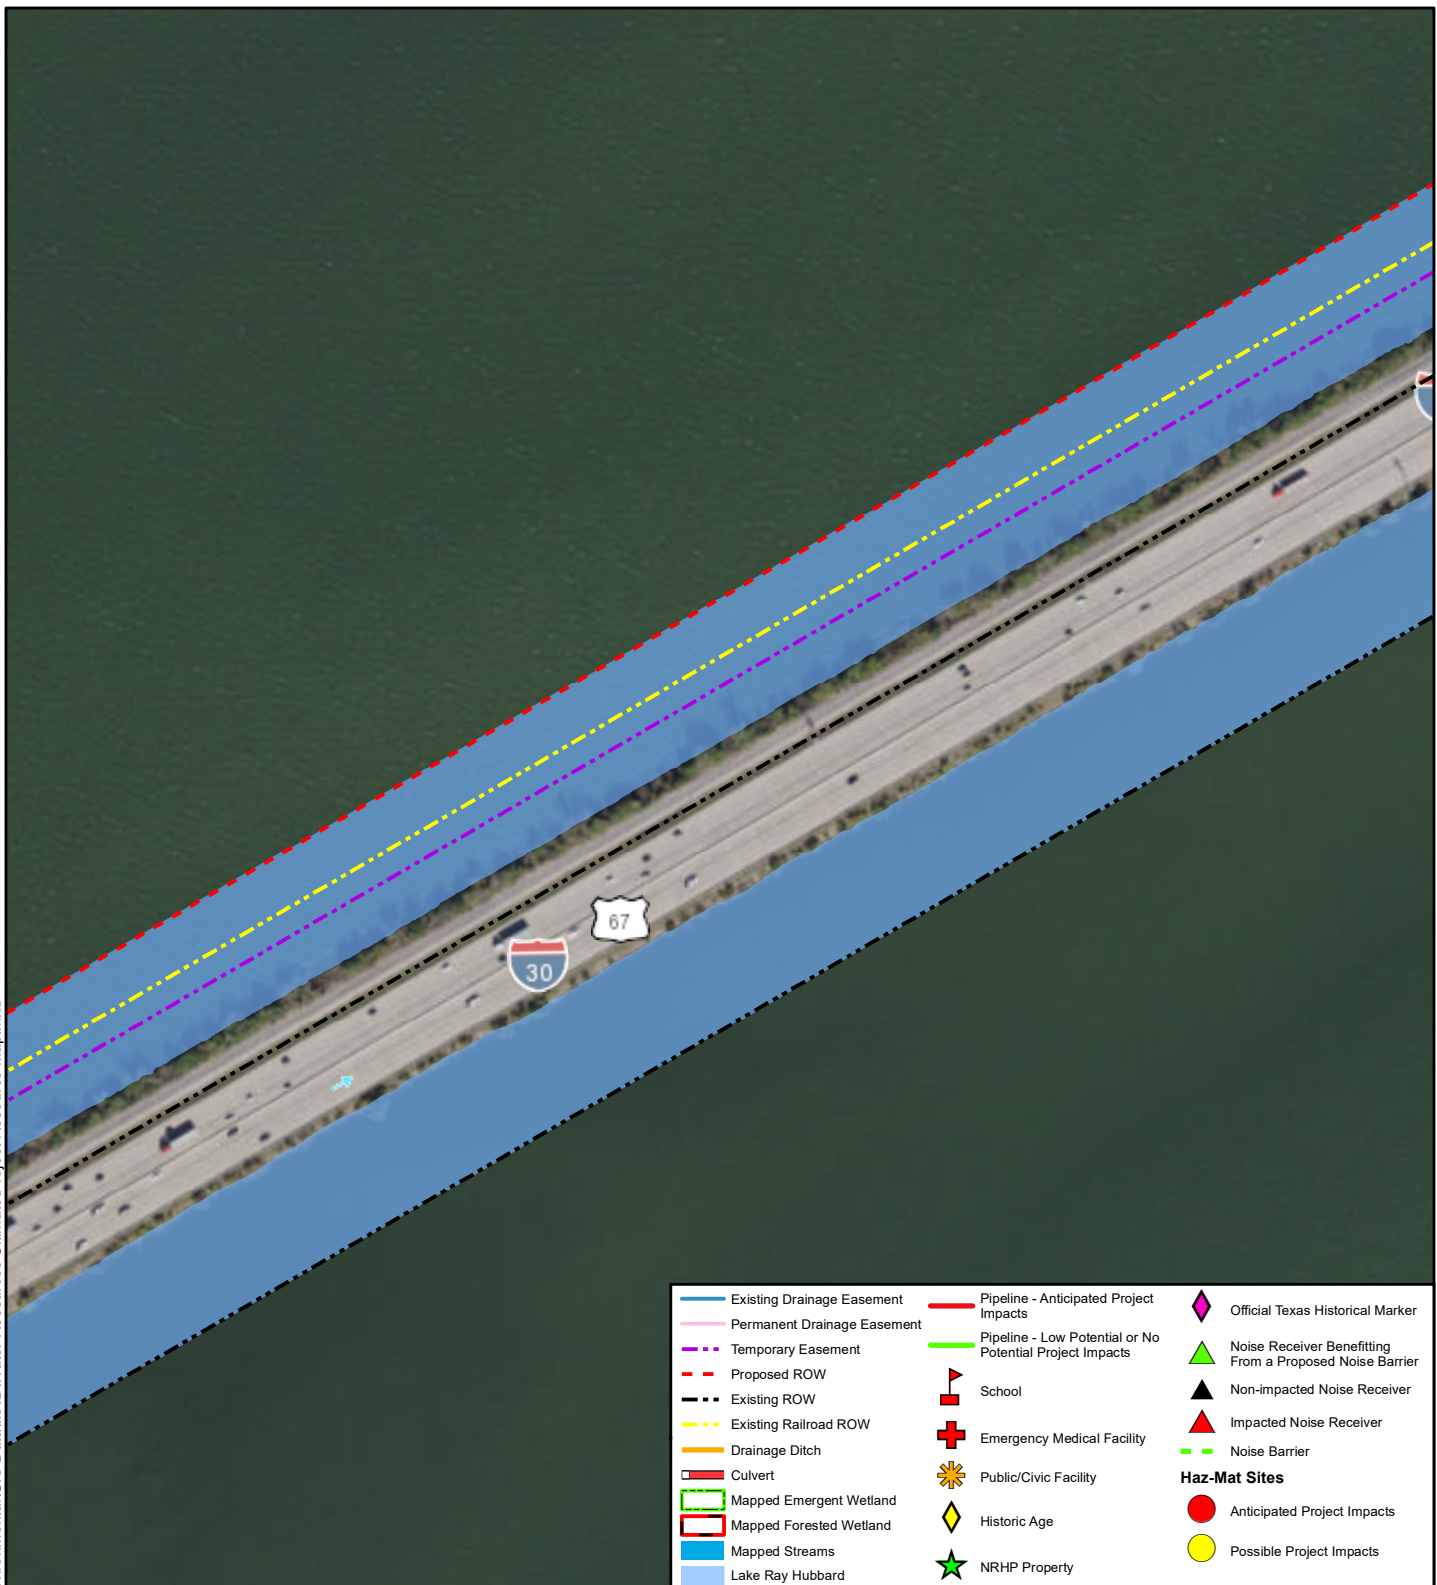 67
30
Existing Drainage Easement
Permanent Drainage Easement
Temporary Easement
Proposed ROW
Existing ROW
Existing Railroad ROW
Drainage Ditch
Culvert
Mapped Emergent Wetland
Mapped Forested Wetland
Mapped Streams
Lake Ray Hubbard
Pipeline - Anticipated Project
Impacts
Pipeline - Low Potential or No
Potential Project Impacts
School
Emergency Medical Facility
Public/Civic Facility
Historic Age
NRHP Property
Official Texas Historical Marker
Noise Receiver Benefitting
From a Proposed Noise Barrier
Non-impacted Noise Receiver
Impacted Noise Receiver
Noise Barrier
Haz-Mat Sites
Anticipated Project Impacts
Possible Project Impacts